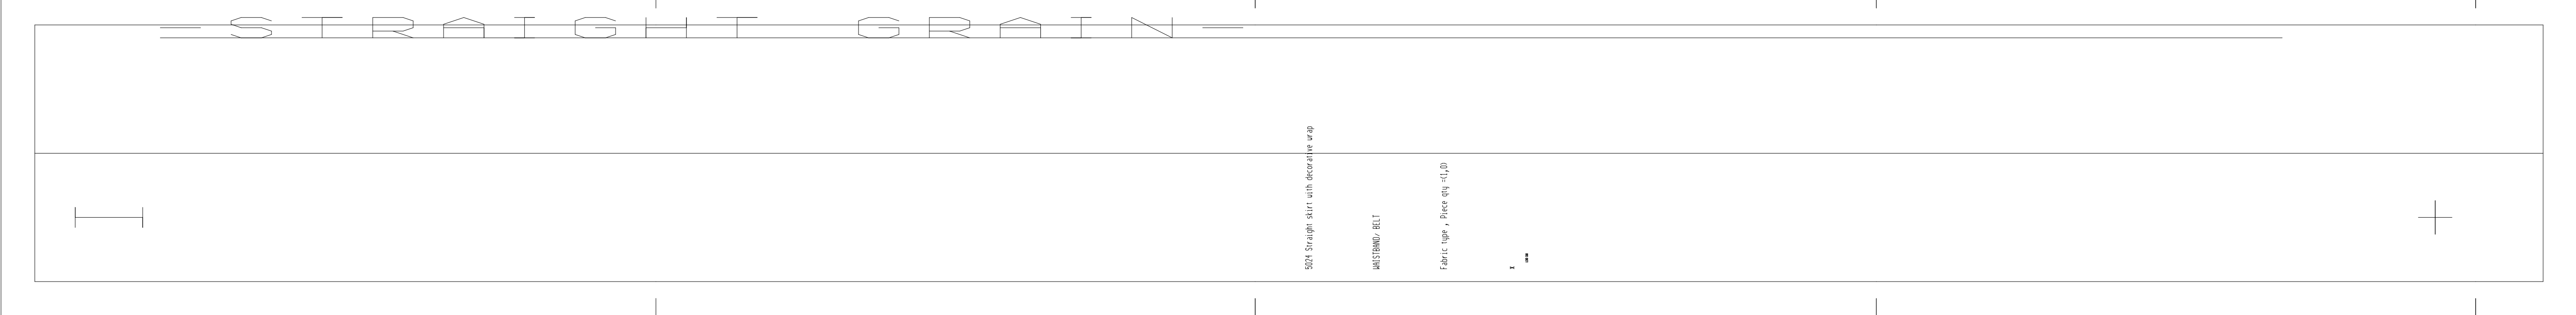 - STRAIGHT GRAIN-
5024 Straight skirt with decorative wrap
WAISTBAND/ BELT
Fabric type , Piece qty =(1,0)